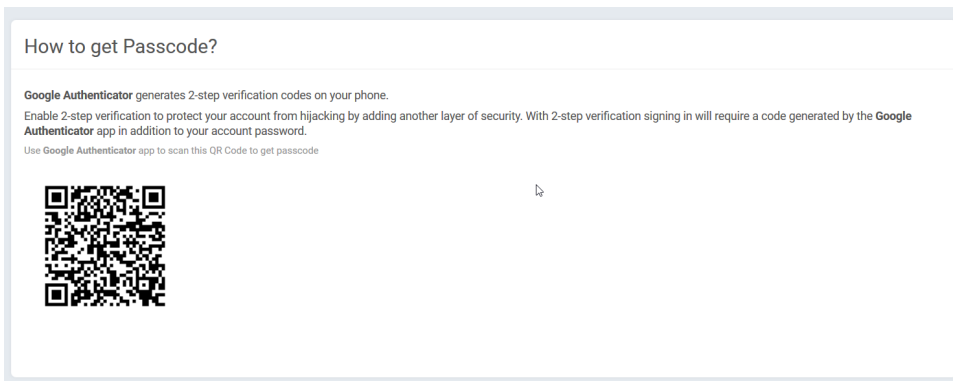 How to get Passcode?
Google Authenticator generates 2-step verification codes on your phone.
Enable 2-step verification to protect your account from hijacking by adding another layer of security. With 2-step verification signing in will require a code generated by the Google
Authenticator app in addition to your account password.
Use Google Authenticator app to scan this QR Code to get passcode